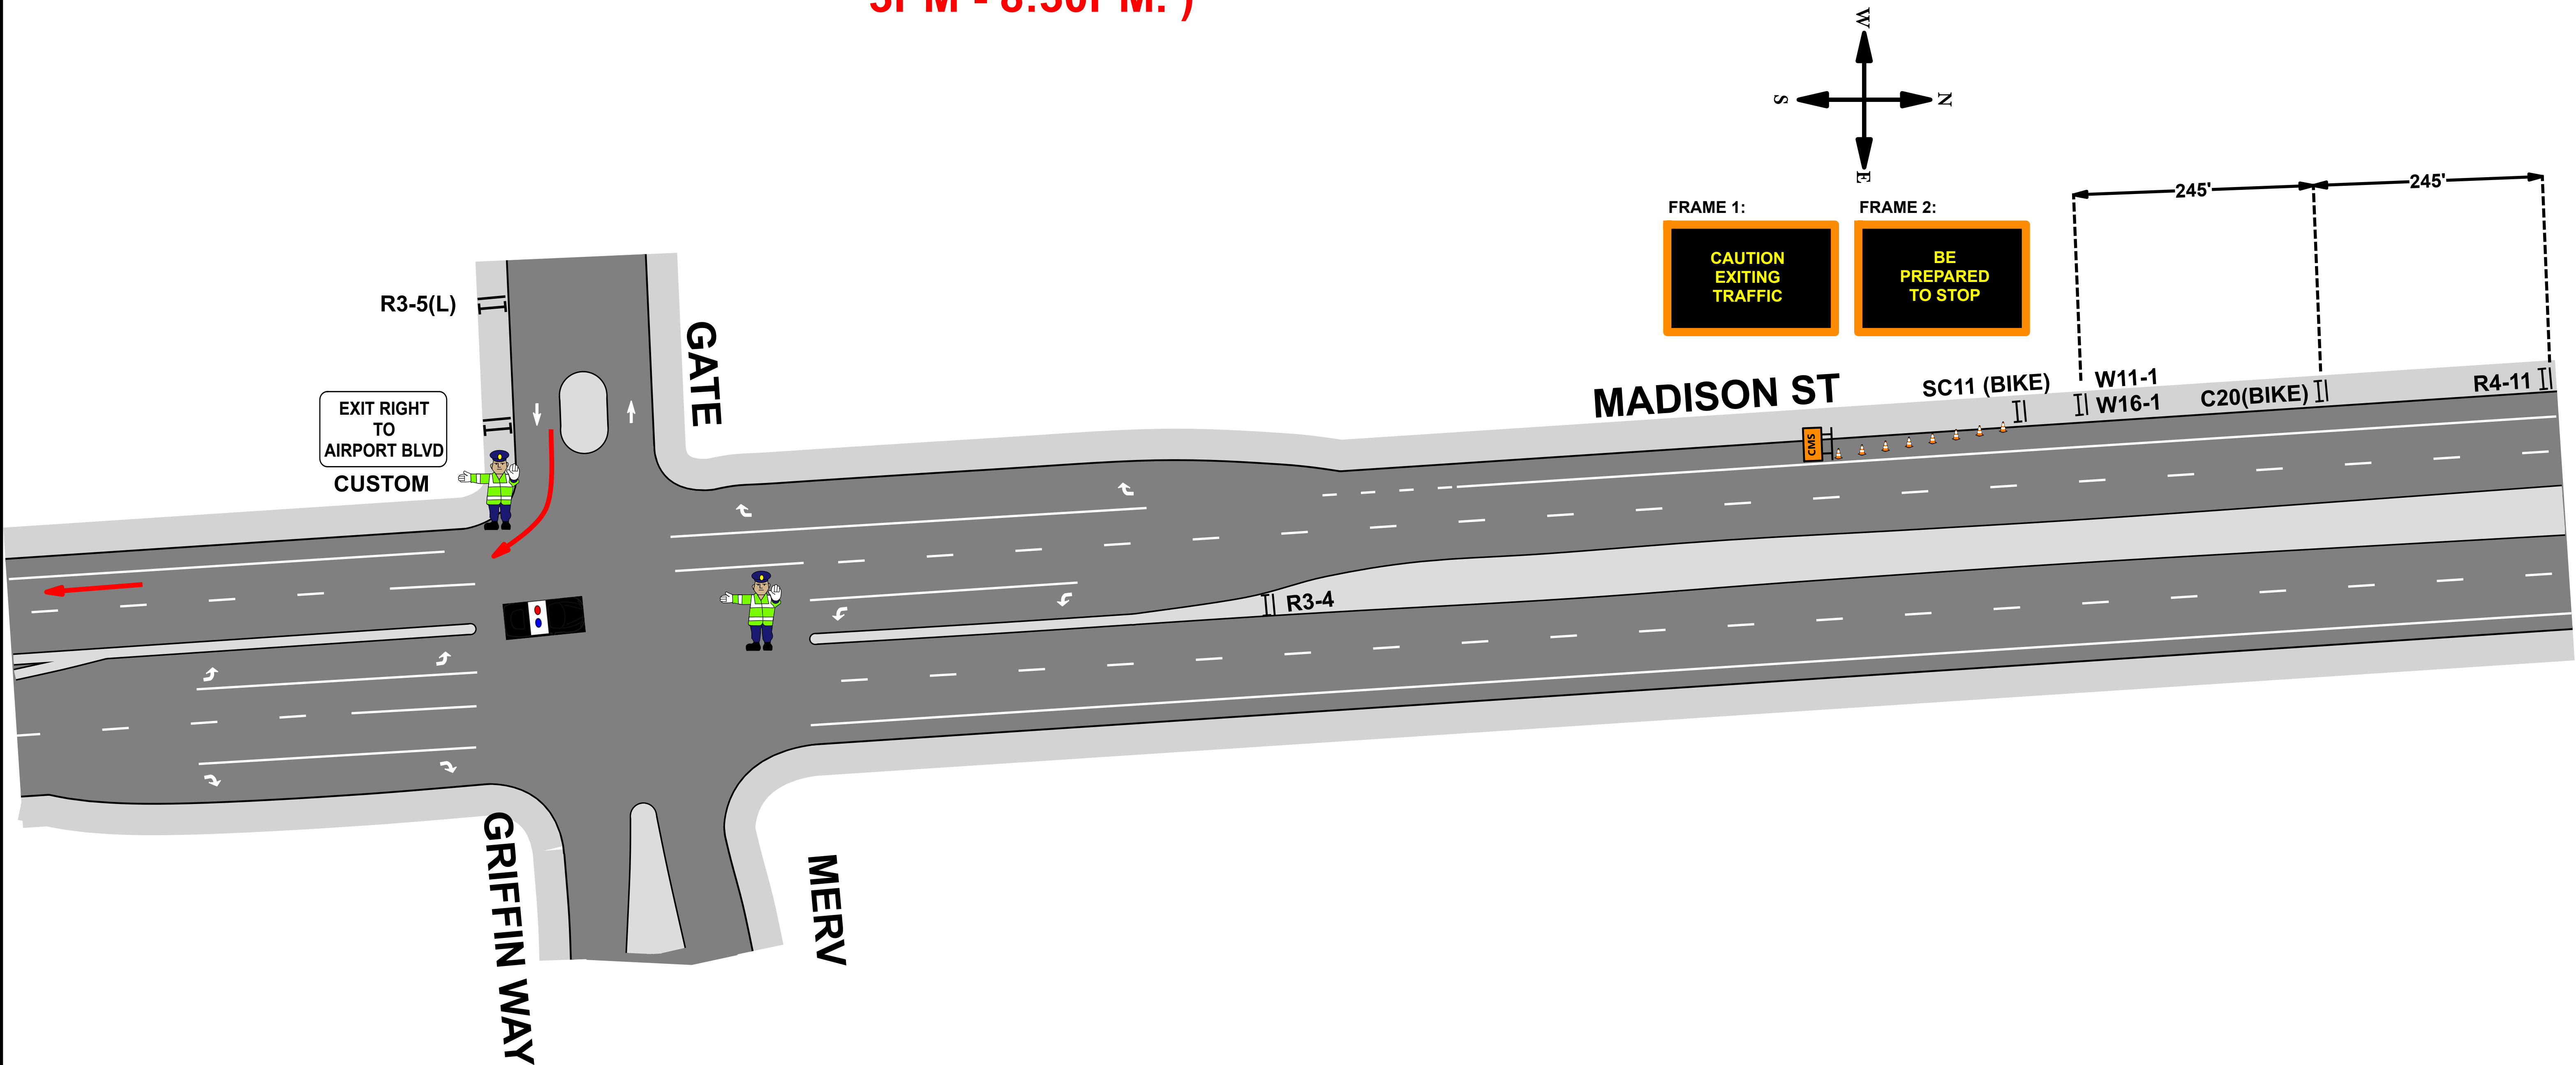 W
S
N
E
245'
245'
FRAME 1:
FRAME 2:
CAUTION
EXITING
TRAFFIC
BE
PREPARED
TO STOP
R3-5(L)
GATE
EXIT RIGHT
TO
AIRPORT BLVD
CUSTOM
MADISON ST
SC11 (BIKE)
W11-1
W16-1
C20(BIKE)
R4-11
CMS
R3-4
GRIFFIN WAY
MERV